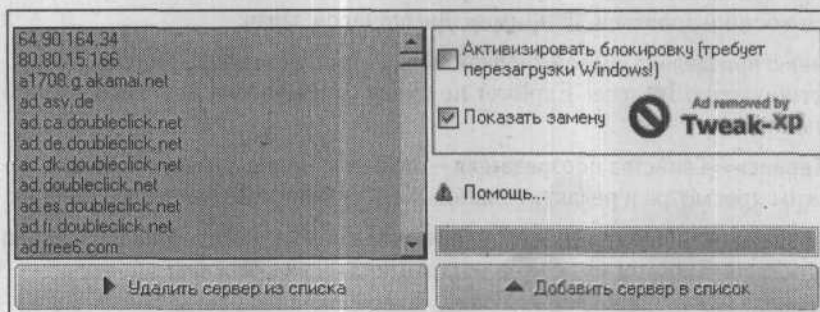 64.90.164.34
80.80.15.166
a1708.g.akamai.net
ad.asv.de
ad.ca.doubleclick.net
ad.de.doubleclick.net
ad.dk.doubleclick.net
ad.doubleclick.net
ad.es.doubleclick.net
ad.fr.doubleclick.net
ad.free6.com
Удалить сервер из списка
Активизировать блокировку (требует
перезагрузки Windows!)
Показать замену
Ad removed by
Tweak-XP
Помощь...
Добавить сервер в список